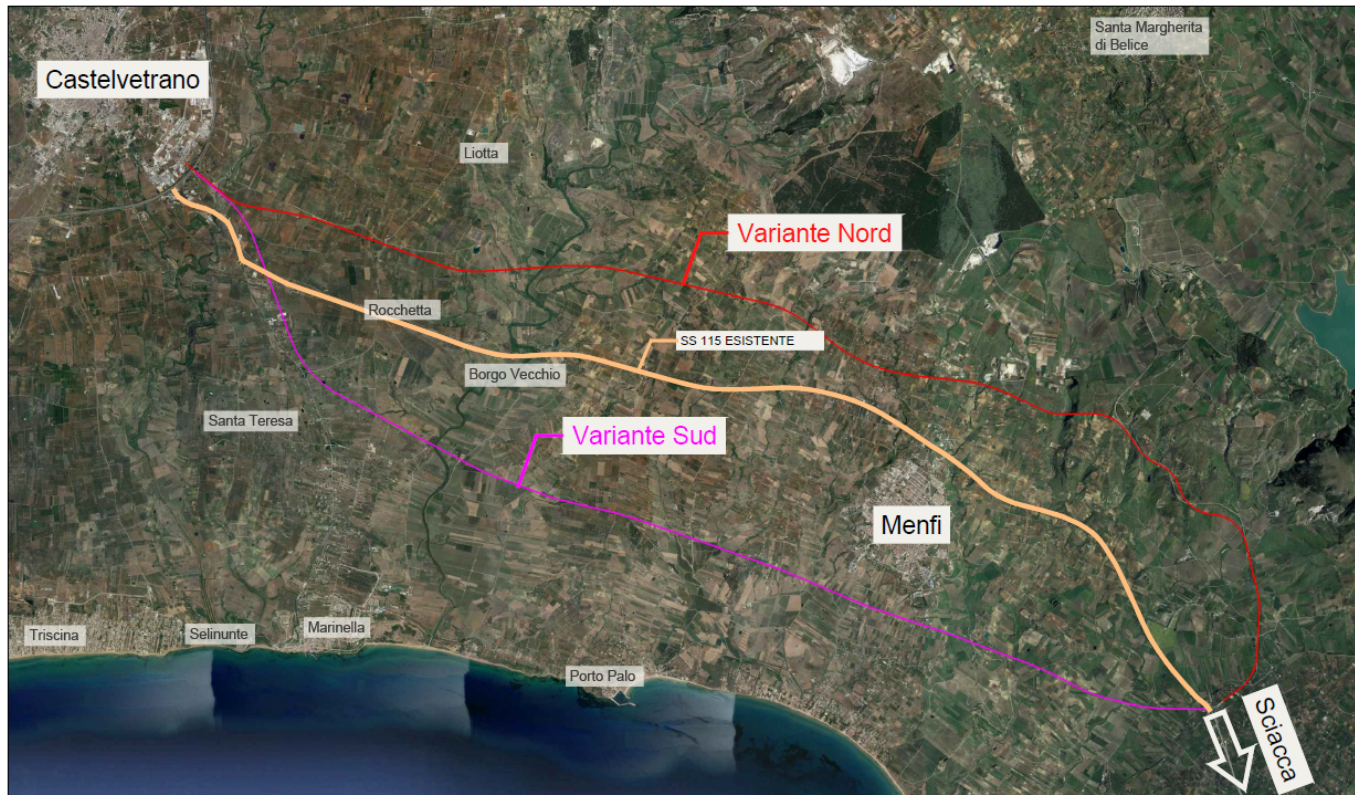 Santa Margherita
di Belice
Castelvetrano
Liotta
Variante Nord
Rocchetta
SS 115 ESISTENTE
Borgo Vecchio
Santa Teresa
Variante Sud
Menfi
Triscina
Selinunte
Marinella
Porto Palo
Sciacca